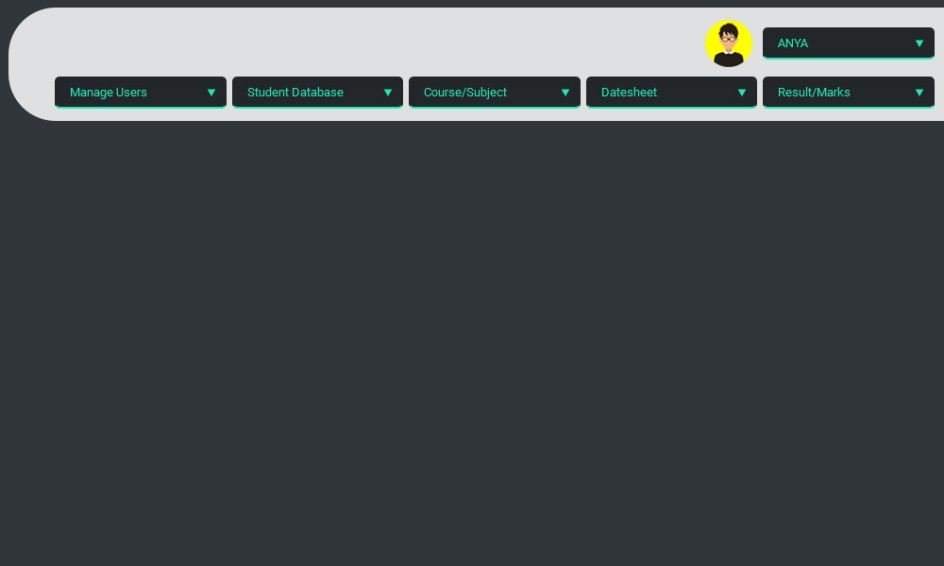 ANYA
Manage Users Student Database Course/Subject Datesheet Result/Marks